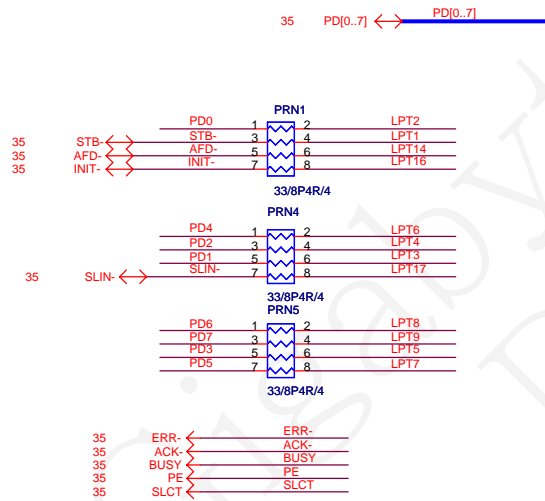 35 PD[0..7] PD[0..7]
PRN1
PD0 1 2 LPT2
35 STB- STB- 3 4 LPT1
35 AFD- AFD- 5 6 LPT14
35 INIT- INIT- 7 8 LPT16
33/8P4R/4
PRN4
PD4 1 2 LPT6
PD2 3 4 LPT4
PD1 5 6 LPT3
35 SLIN- SLIN- 7 8 LPT17
33/8P4R/4
PRN5
PD6 1 2 LPT8
PD7 3 4 LPT9
PD3 5 6 LPT5
PD5 7 8 LPT7
33/8P4R/4
35 ERR- ERR-
35 ACK- ACK-
35 BUSY BUSY
35 PE PE
35 SLCT SLCT